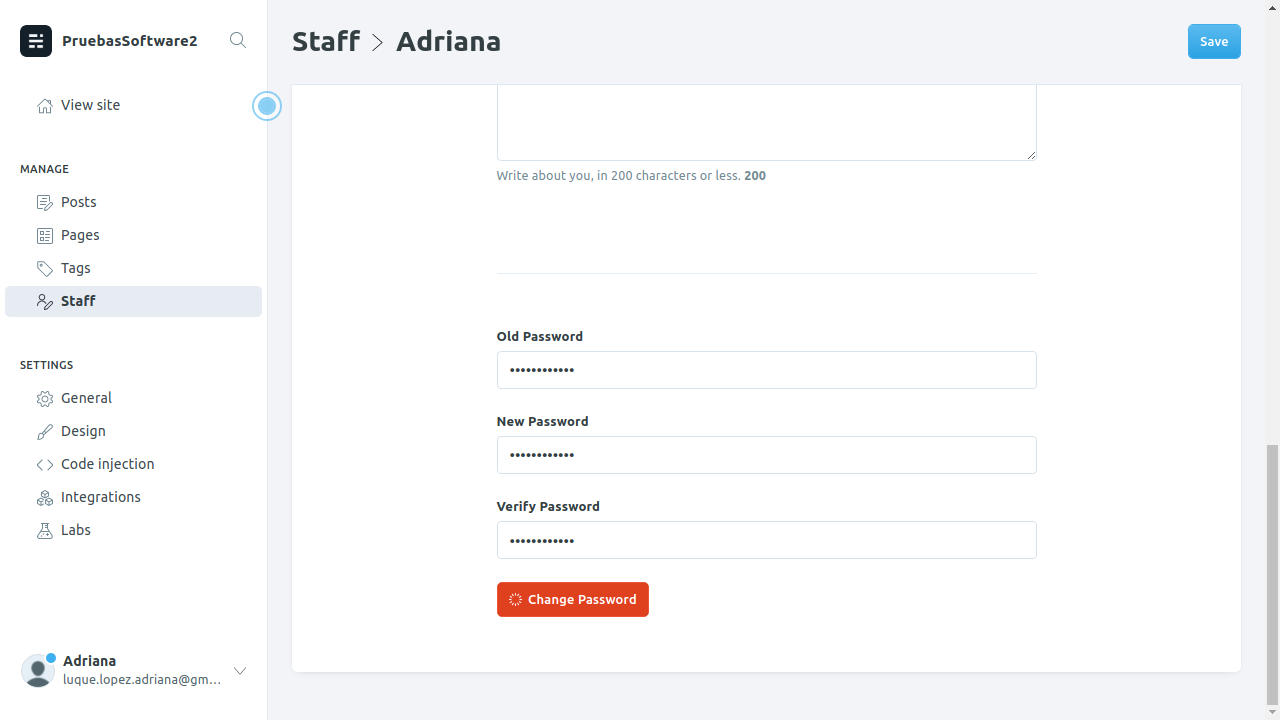 PruebasSoftware2
View site
MANAGE
Posts
Pages
Tags
Staff
SETTINGS
General
Design
Code injection
Integrations
Labs
Adriana
luque.lopez.adriana@gm...
Staff > Adriana
Save
Write about you, in 200 characters or less. 200
Old Password
••••••••••••
New Password
••••••••••••
Verify Password
••••••••••••
Change Password